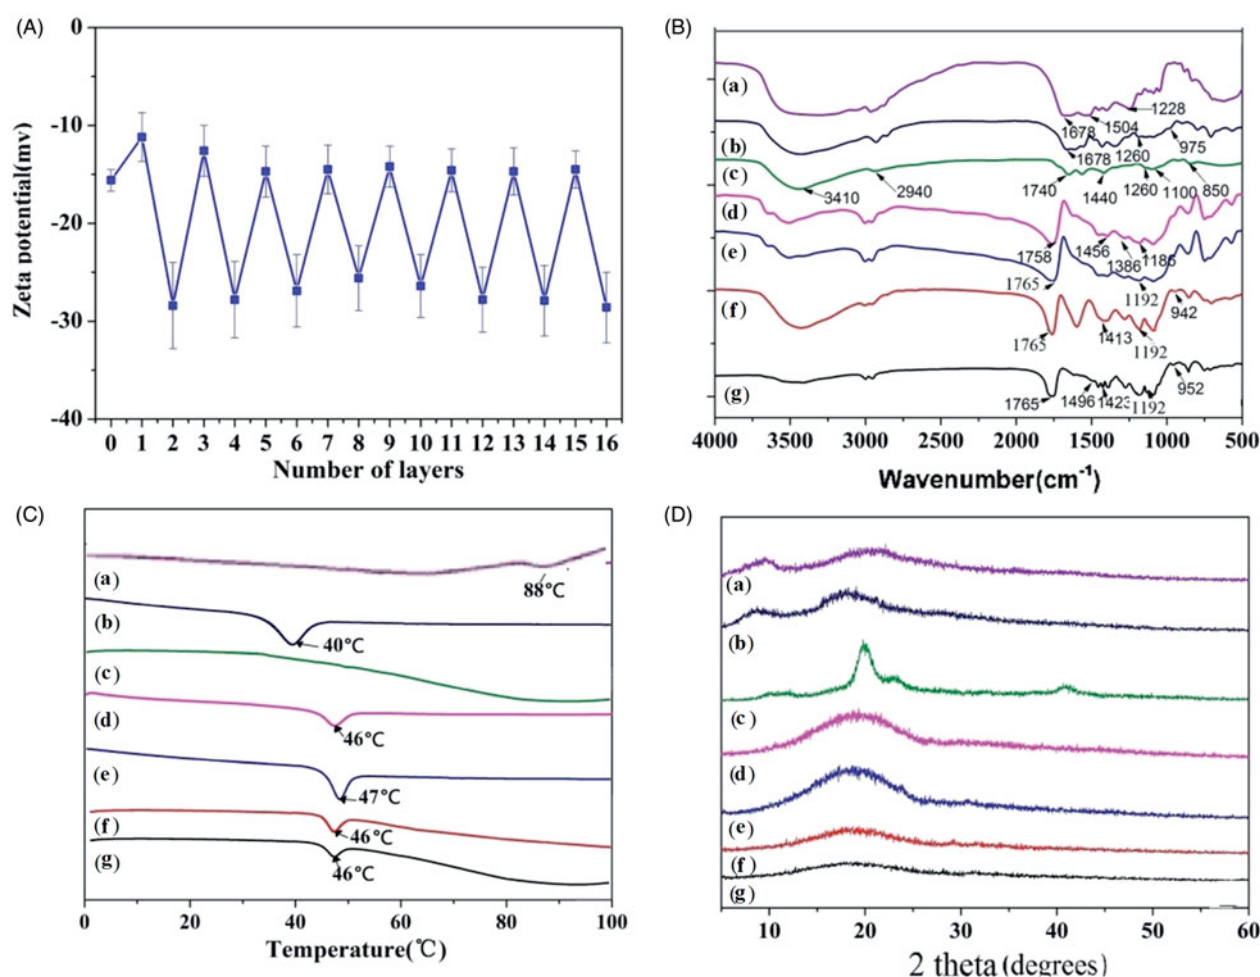 (A)
0
-10
-20
-30
-40
Zeta potential(mv)
0 1 2 3 4 5 6 7 8 9 10 11 12 13 14 15 16
Number of layers
(B)
(a)
1228
1678 1504
975
(b)
1678 1260
(c)
3410 2940 1740 1440 1260 1100 850
(d)
1758 1456 1386 1186
(e)
1765 1192
(f)
942
1765 1413 1192
(g)
1765 1496 1423 1192 952
4000 3500 3000 2500 2000 1500 1000 500
Wavenumber(cm-1)
(C)
(a)
88℃
(b)
40℃
(c)
(d)
46℃
(e)
47℃
(f)
46℃
(g)
46℃
0 20 40 60 80 100
Temperature(℃)
(D)
(a)
(b)
(c)
(d)
(e)
(f)
(g)
10 20 30 40 50 60
2 theta (degrees)